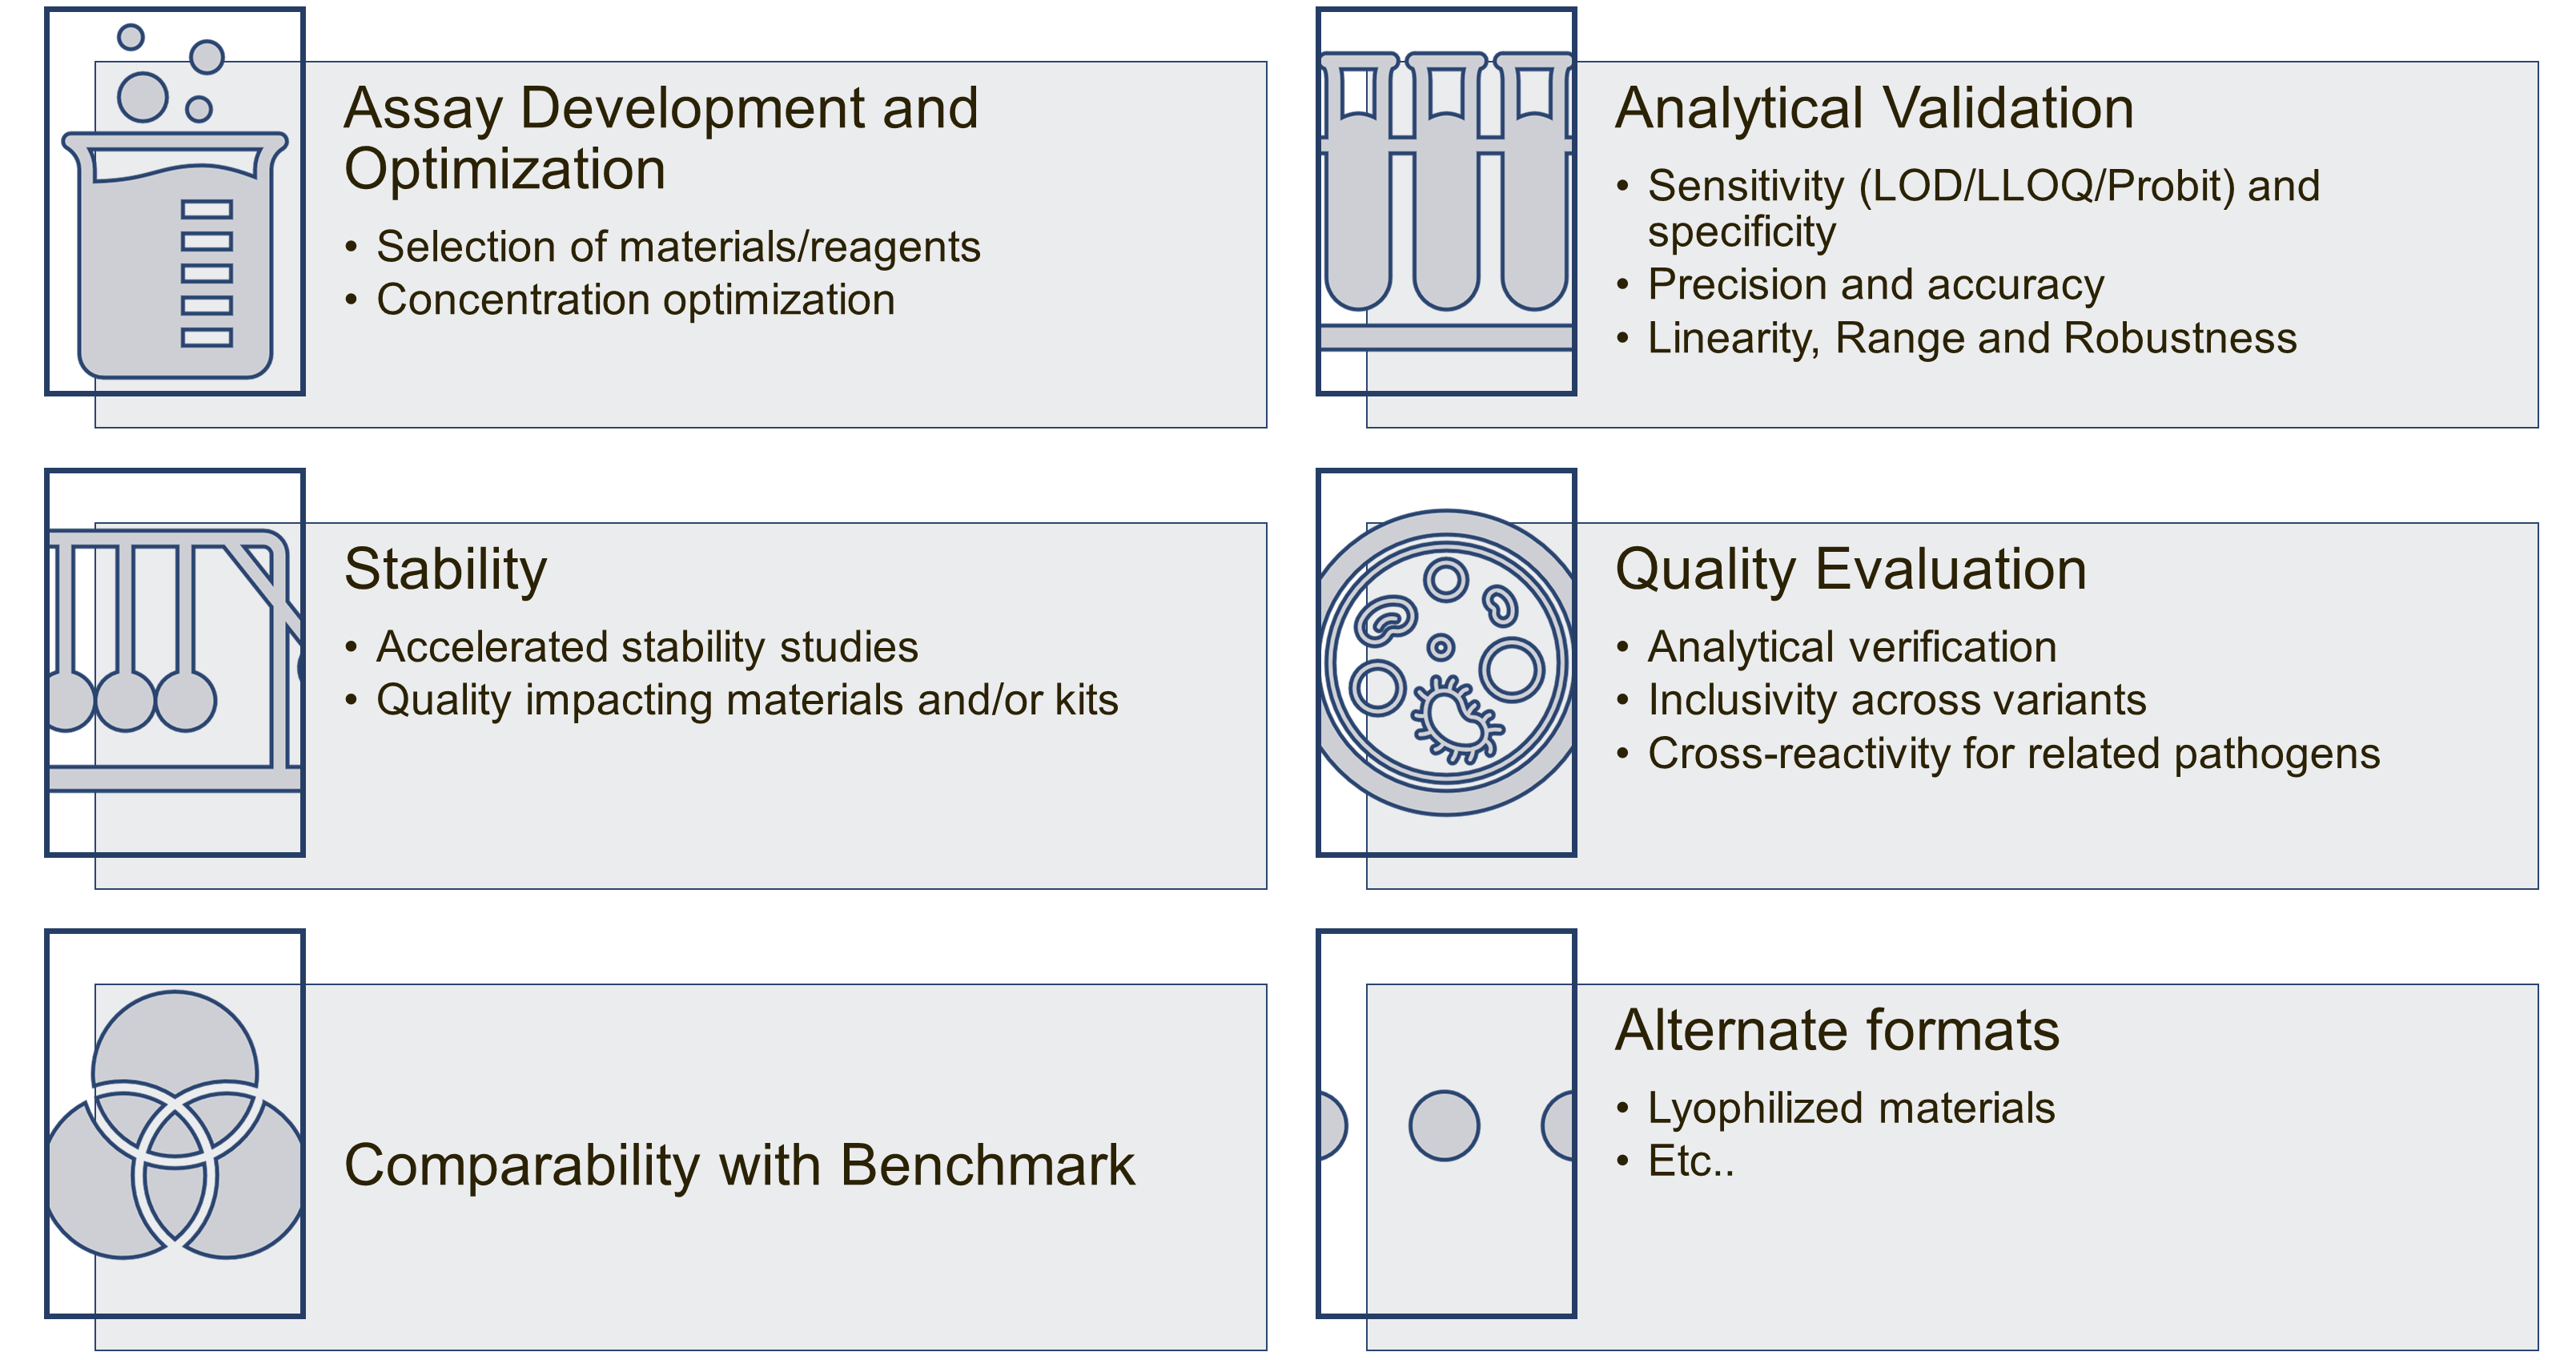 Assay Development and
Optimization
• Selection of materials/reagents
• Concentration optimization
Analytical Validation
• Sensitivity (LOD/LLOQ/Probit) and
specificity
• Precision and accuracy
• Linearity, Range and Robustness
Stability
• Accelerated stability studies
• Quality impacting materials and/or kits
Quality Evaluation
• Analytical verification
• Inclusivity across variants
• Cross-reactivity for related pathogens
Comparability with Benchmark
Alternate formats
• Lyophilized materials
• Etc..